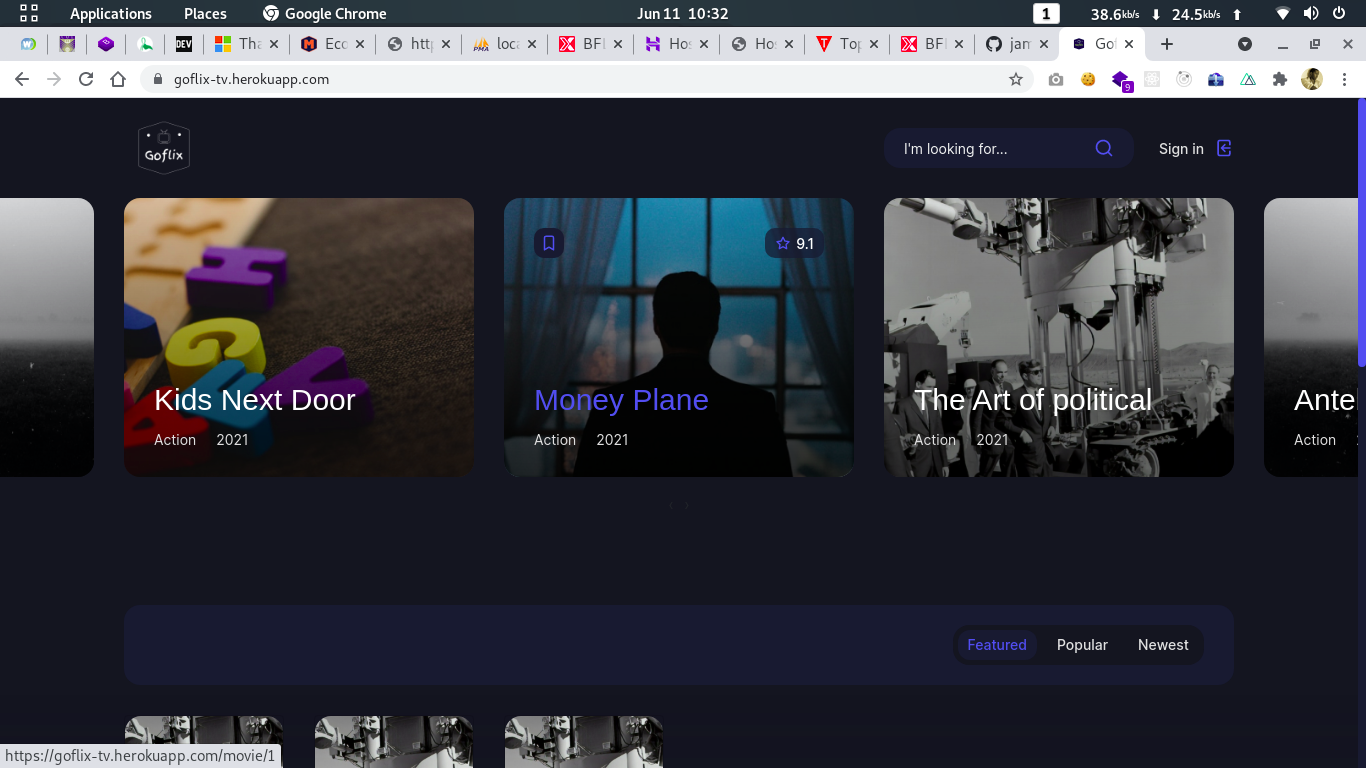 Applications Places Google Chrome Jun 11 10:32 1 38.6kb/s 24.5kb/s
DEV Tha Eco http loca BFI Hos Hos Top BFI jam Gof
goflix-tv.herokuapp.com 9
Goflix I'm looking for... Sign in
9.1
Kids Next Door Money Plane The Art of political Ante
Action 2021 Action 2021 Action 2021 Action
Featured Popular Newest
https://goflix-tv.herokuapp.com/movie/1